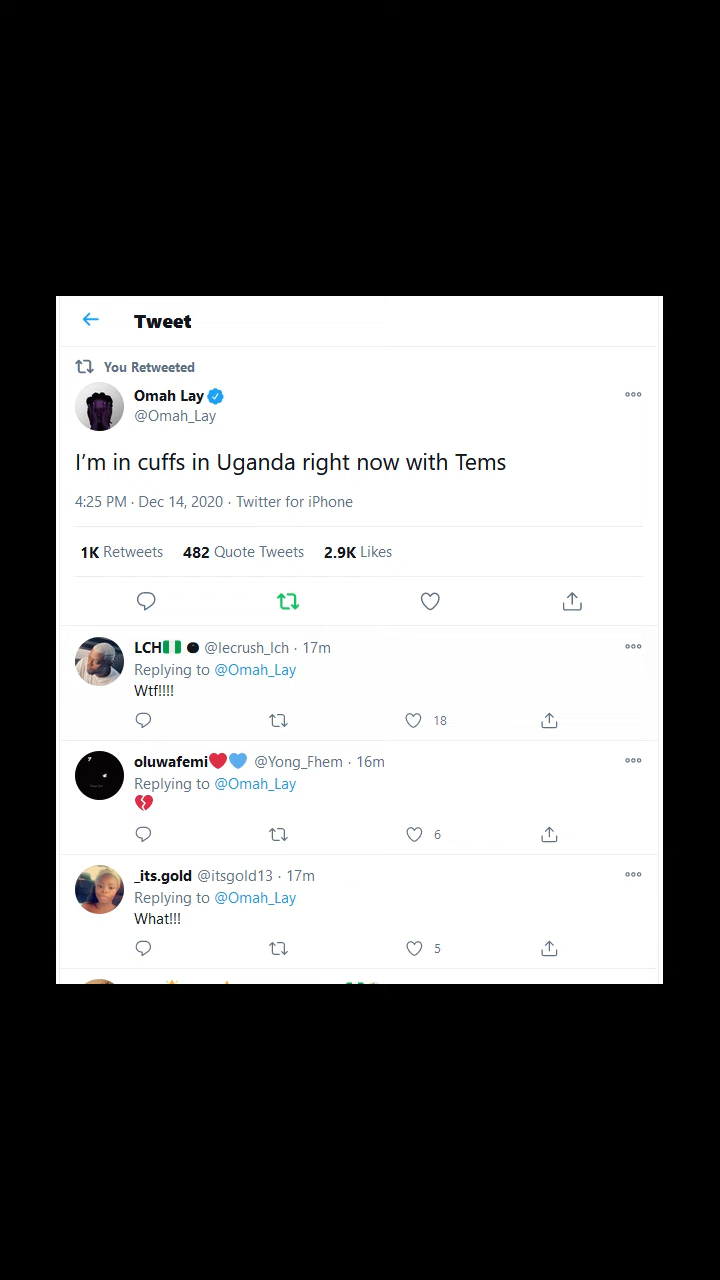 Tweet
You Retweeted
Omah Lay
@Omah_Lay
I'm in cuffs in Uganda right now with Tems
4:25 PM · Dec 14, 2020 · Twitter for iPhone
1K Retweets 482 Quote Tweets 2.9K Likes
LCH🇳🇬 ● @lecrush_lch · 17m
Replying to @Omah_Lay
Wtf!!!!
18
oluwafemi❤️💙 @Yong_Fhem · 16m
Replying to @Omah_Lay
💔
6
_its.gold @itsgold13 · 17m
Replying to @Omah_Lay
What!!!
5